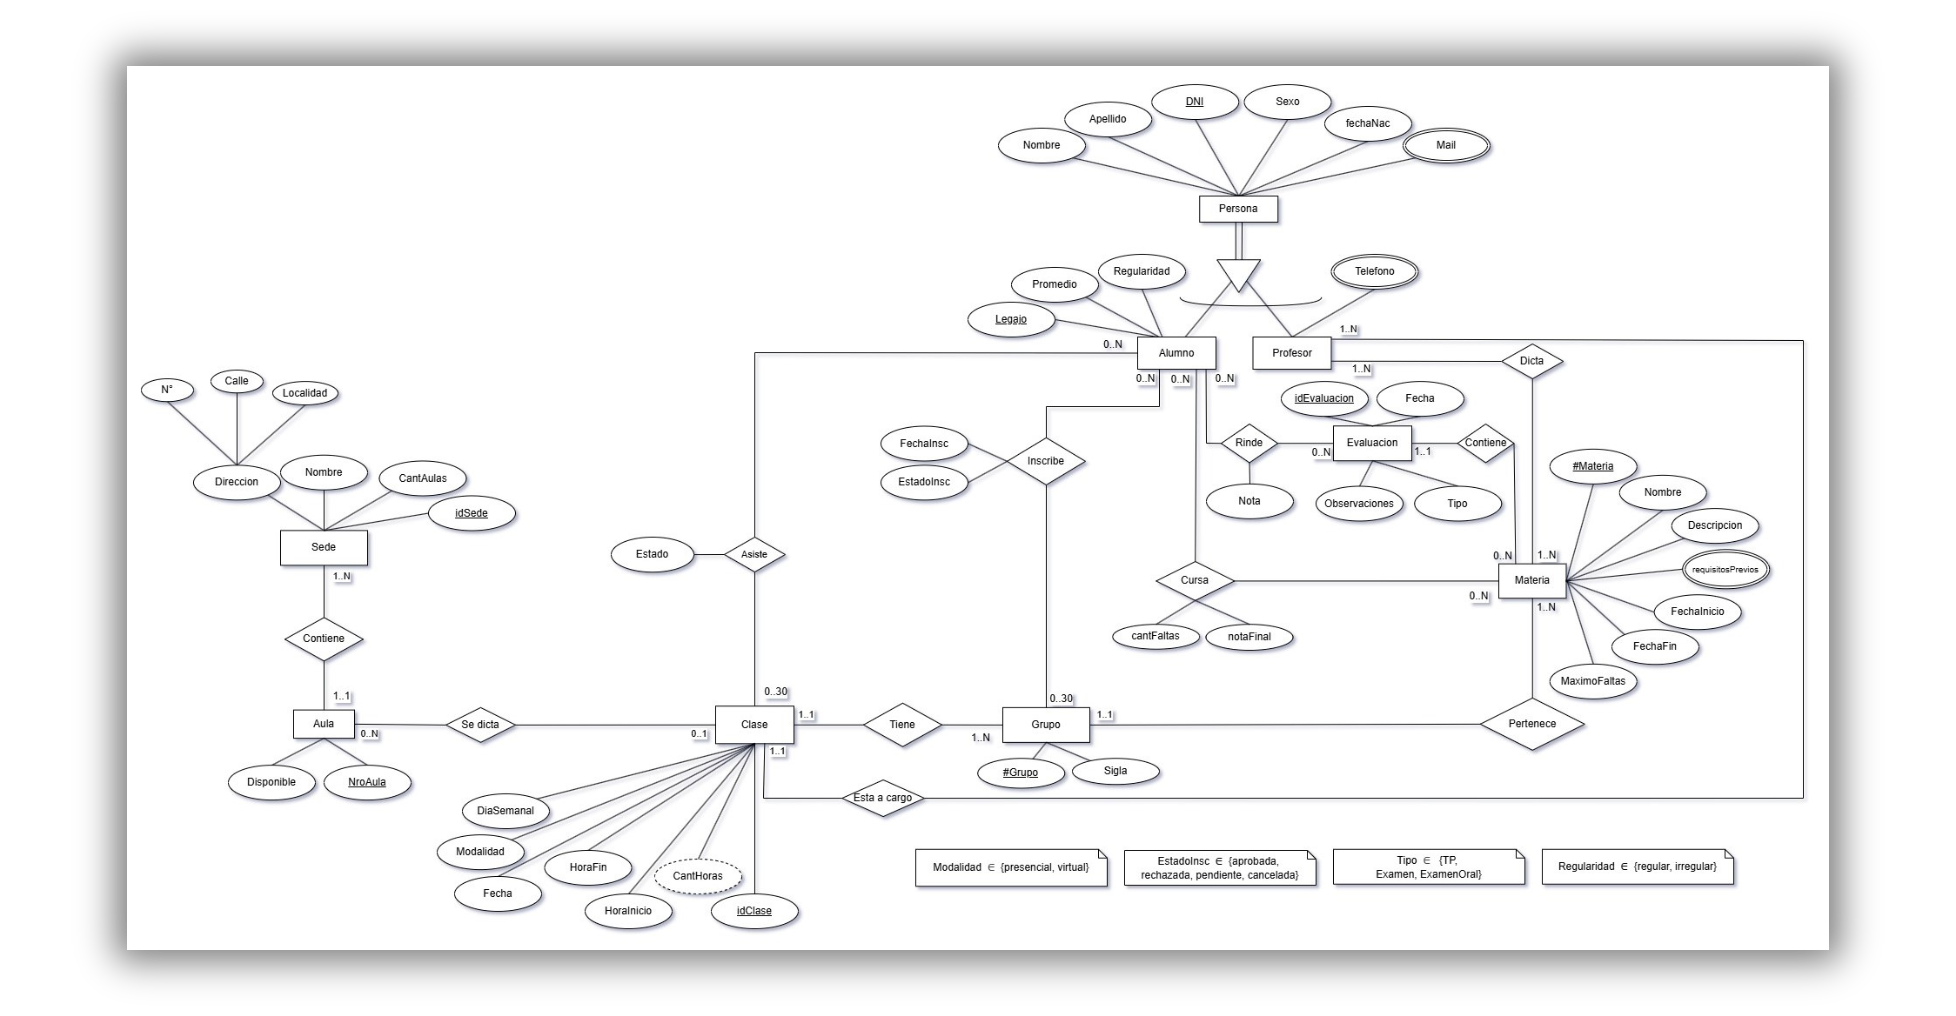 DNI
Sexo
Apellido
fechaNac
Nombre
Mail
Persona
Regularidad
Telefono
Promedio
Legajo
1..N
0..N
Alumno
Profesor
Dicta
1..N
0..N
0..N
0..N
N°
Calle
Localidad
idEvaluacion
Fecha
FechaInsc
Rinde
Evaluacion
Contiene
0..N
1..1
Inscribe
#Materia
Direccion
Nombre
CantAulas
EstadoInsc
Nombre
Nota
Observaciones
Tipo
idSede
Descripcion
Sede
Estado
Asiste
0..N
1..N
requisitosPrevios
1..N
Cursa
Materia
0..N
1..N
FechaInicio
Contiene
cantFaltas
notaFinal
FechaFin
MaximoFaltas
1..1
0..30
0..30
1..1
1..1
Aula
Se dicta
Clase
Tiene
Grupo
Pertenece
0..N
0..1
1..N
1..1
Disponible
NroAula
#Grupo
Sigla
Esta a cargo
DiaSemanal
Modalidad
HoraFin
CantHoras
Fecha
HoraInicio
idClase
Modalidad ∈ {presencial, virtual}
EstadoInsc ∈ {aprobada,
rechazada, pendiente, cancelada}
Tipo ∈ {TP,
Examen, ExamenOral}
Regularidad ∈ {regular, irregular}